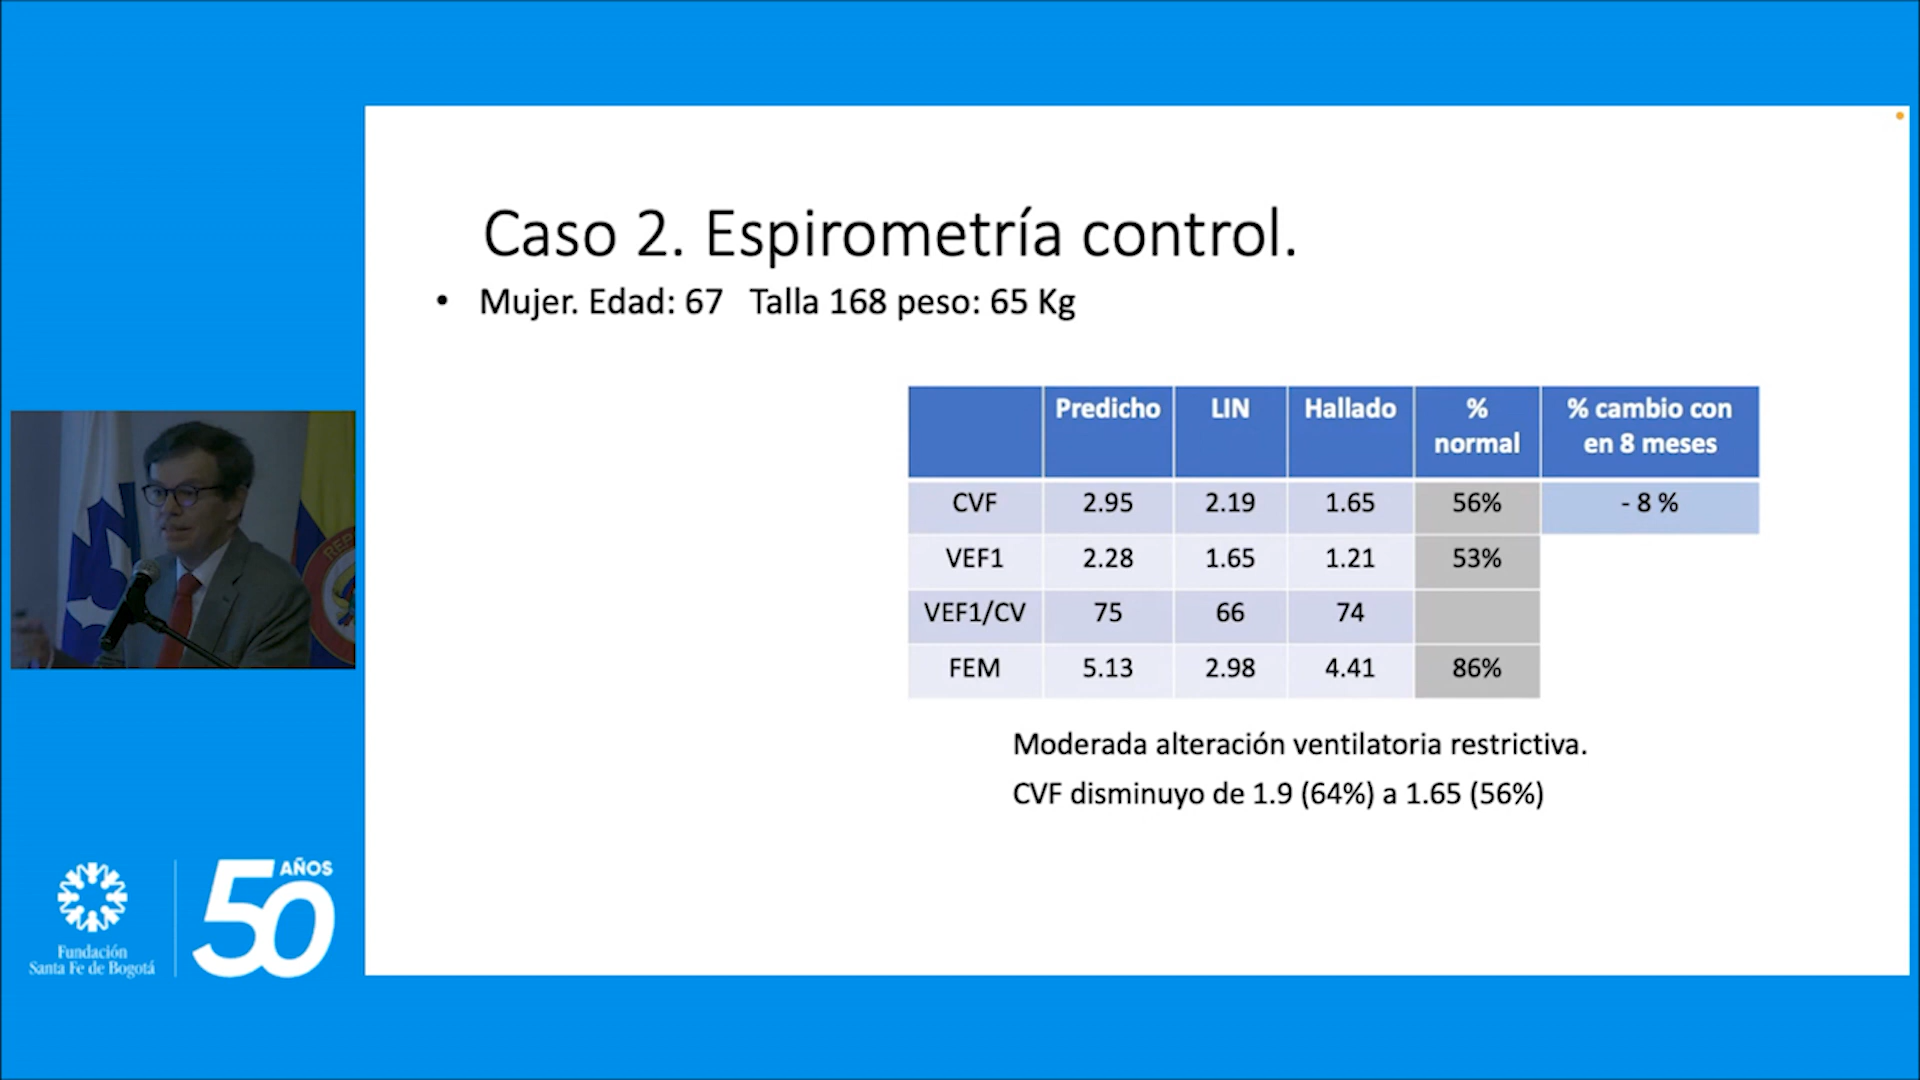 Caso 2. Espirometría control.
• Mujer. Edad: 67 Talla 168 peso: 65 Kg
Predicho LIN Hallado % normal % cambio con en 8 meses
CVF 2.95 2.19 1.65 56% - 8 %
VEF1 2.28 1.65 1.21 53%
VEF1/CV 75 66 74
FEM 5.13 2.98 4.41 86%
Moderada alteración ventilatoria restrictiva.
CVF disminuyo de 1.9 (64%) a 1.65 (56%)
REP
Fundación
Santa Fe de Bogotá
50 AÑOS